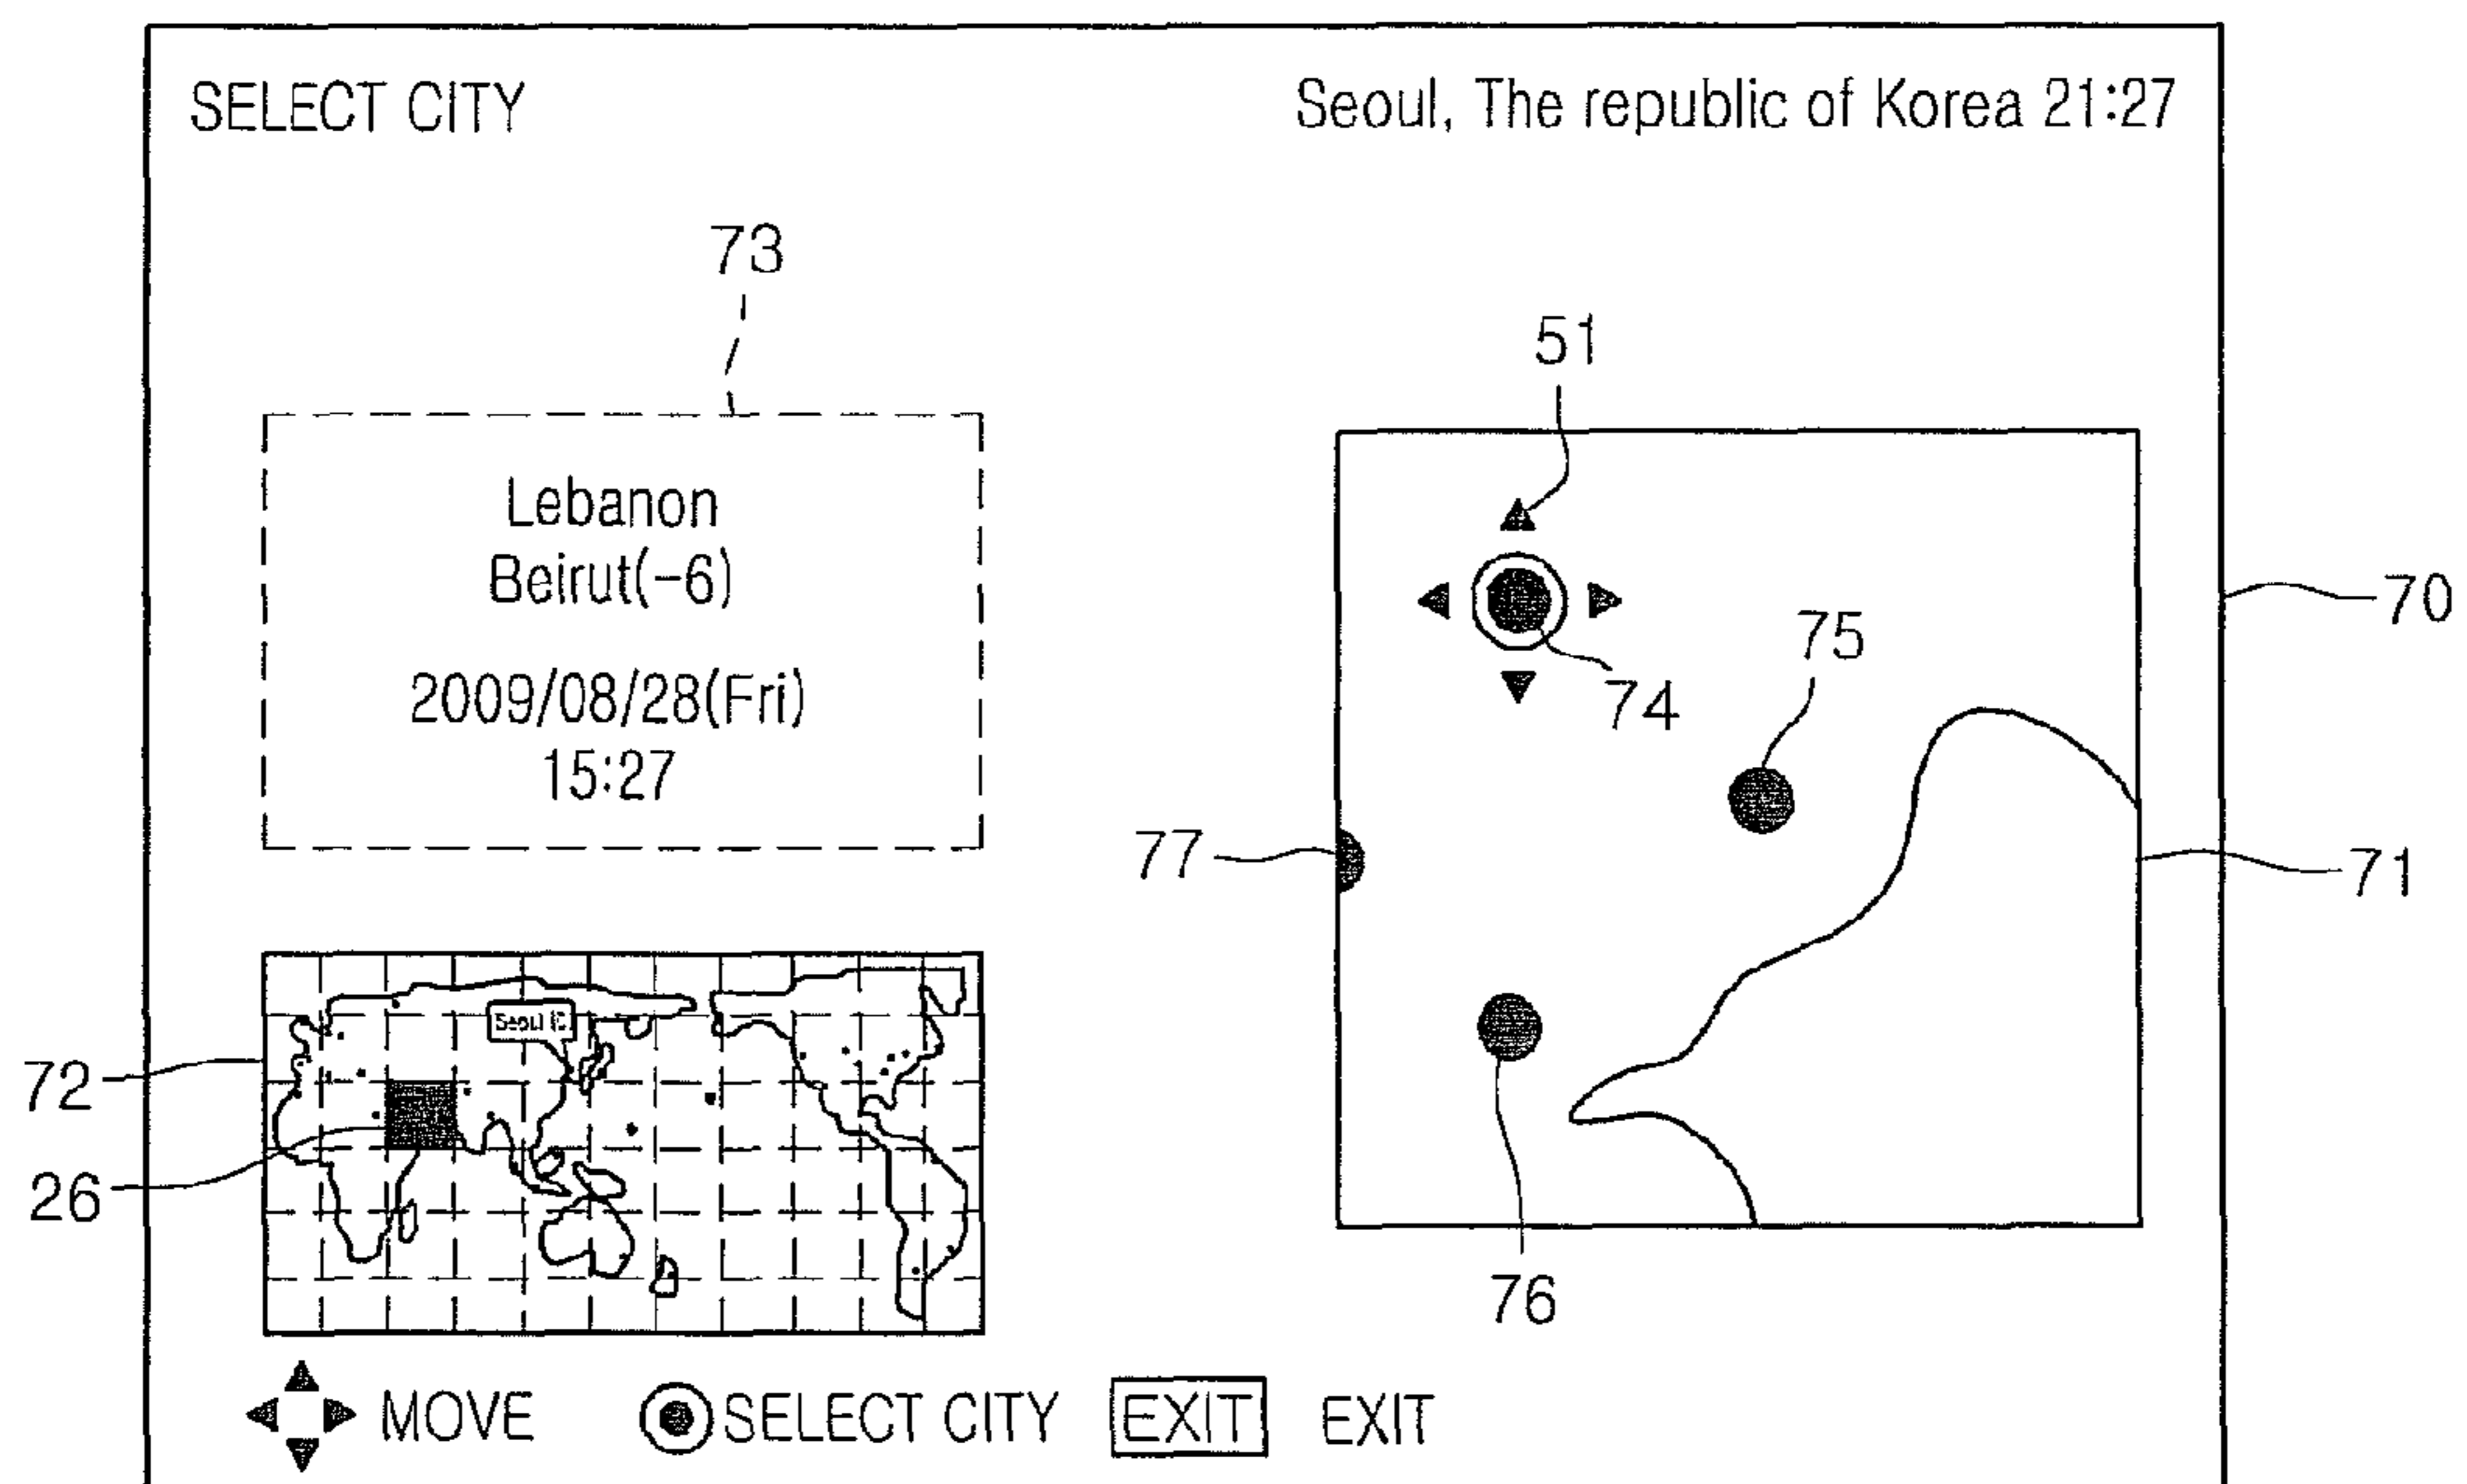 SELECT CITY
Seoul, The republic of Korea 21:27
73
51
Lebanon
Beirut(-6)
2009/08/28(Fri)
15:27
70
75
74
77
71
Seoul
72
26
76
MOVE
SELECT CITY
EXIT
EXIT